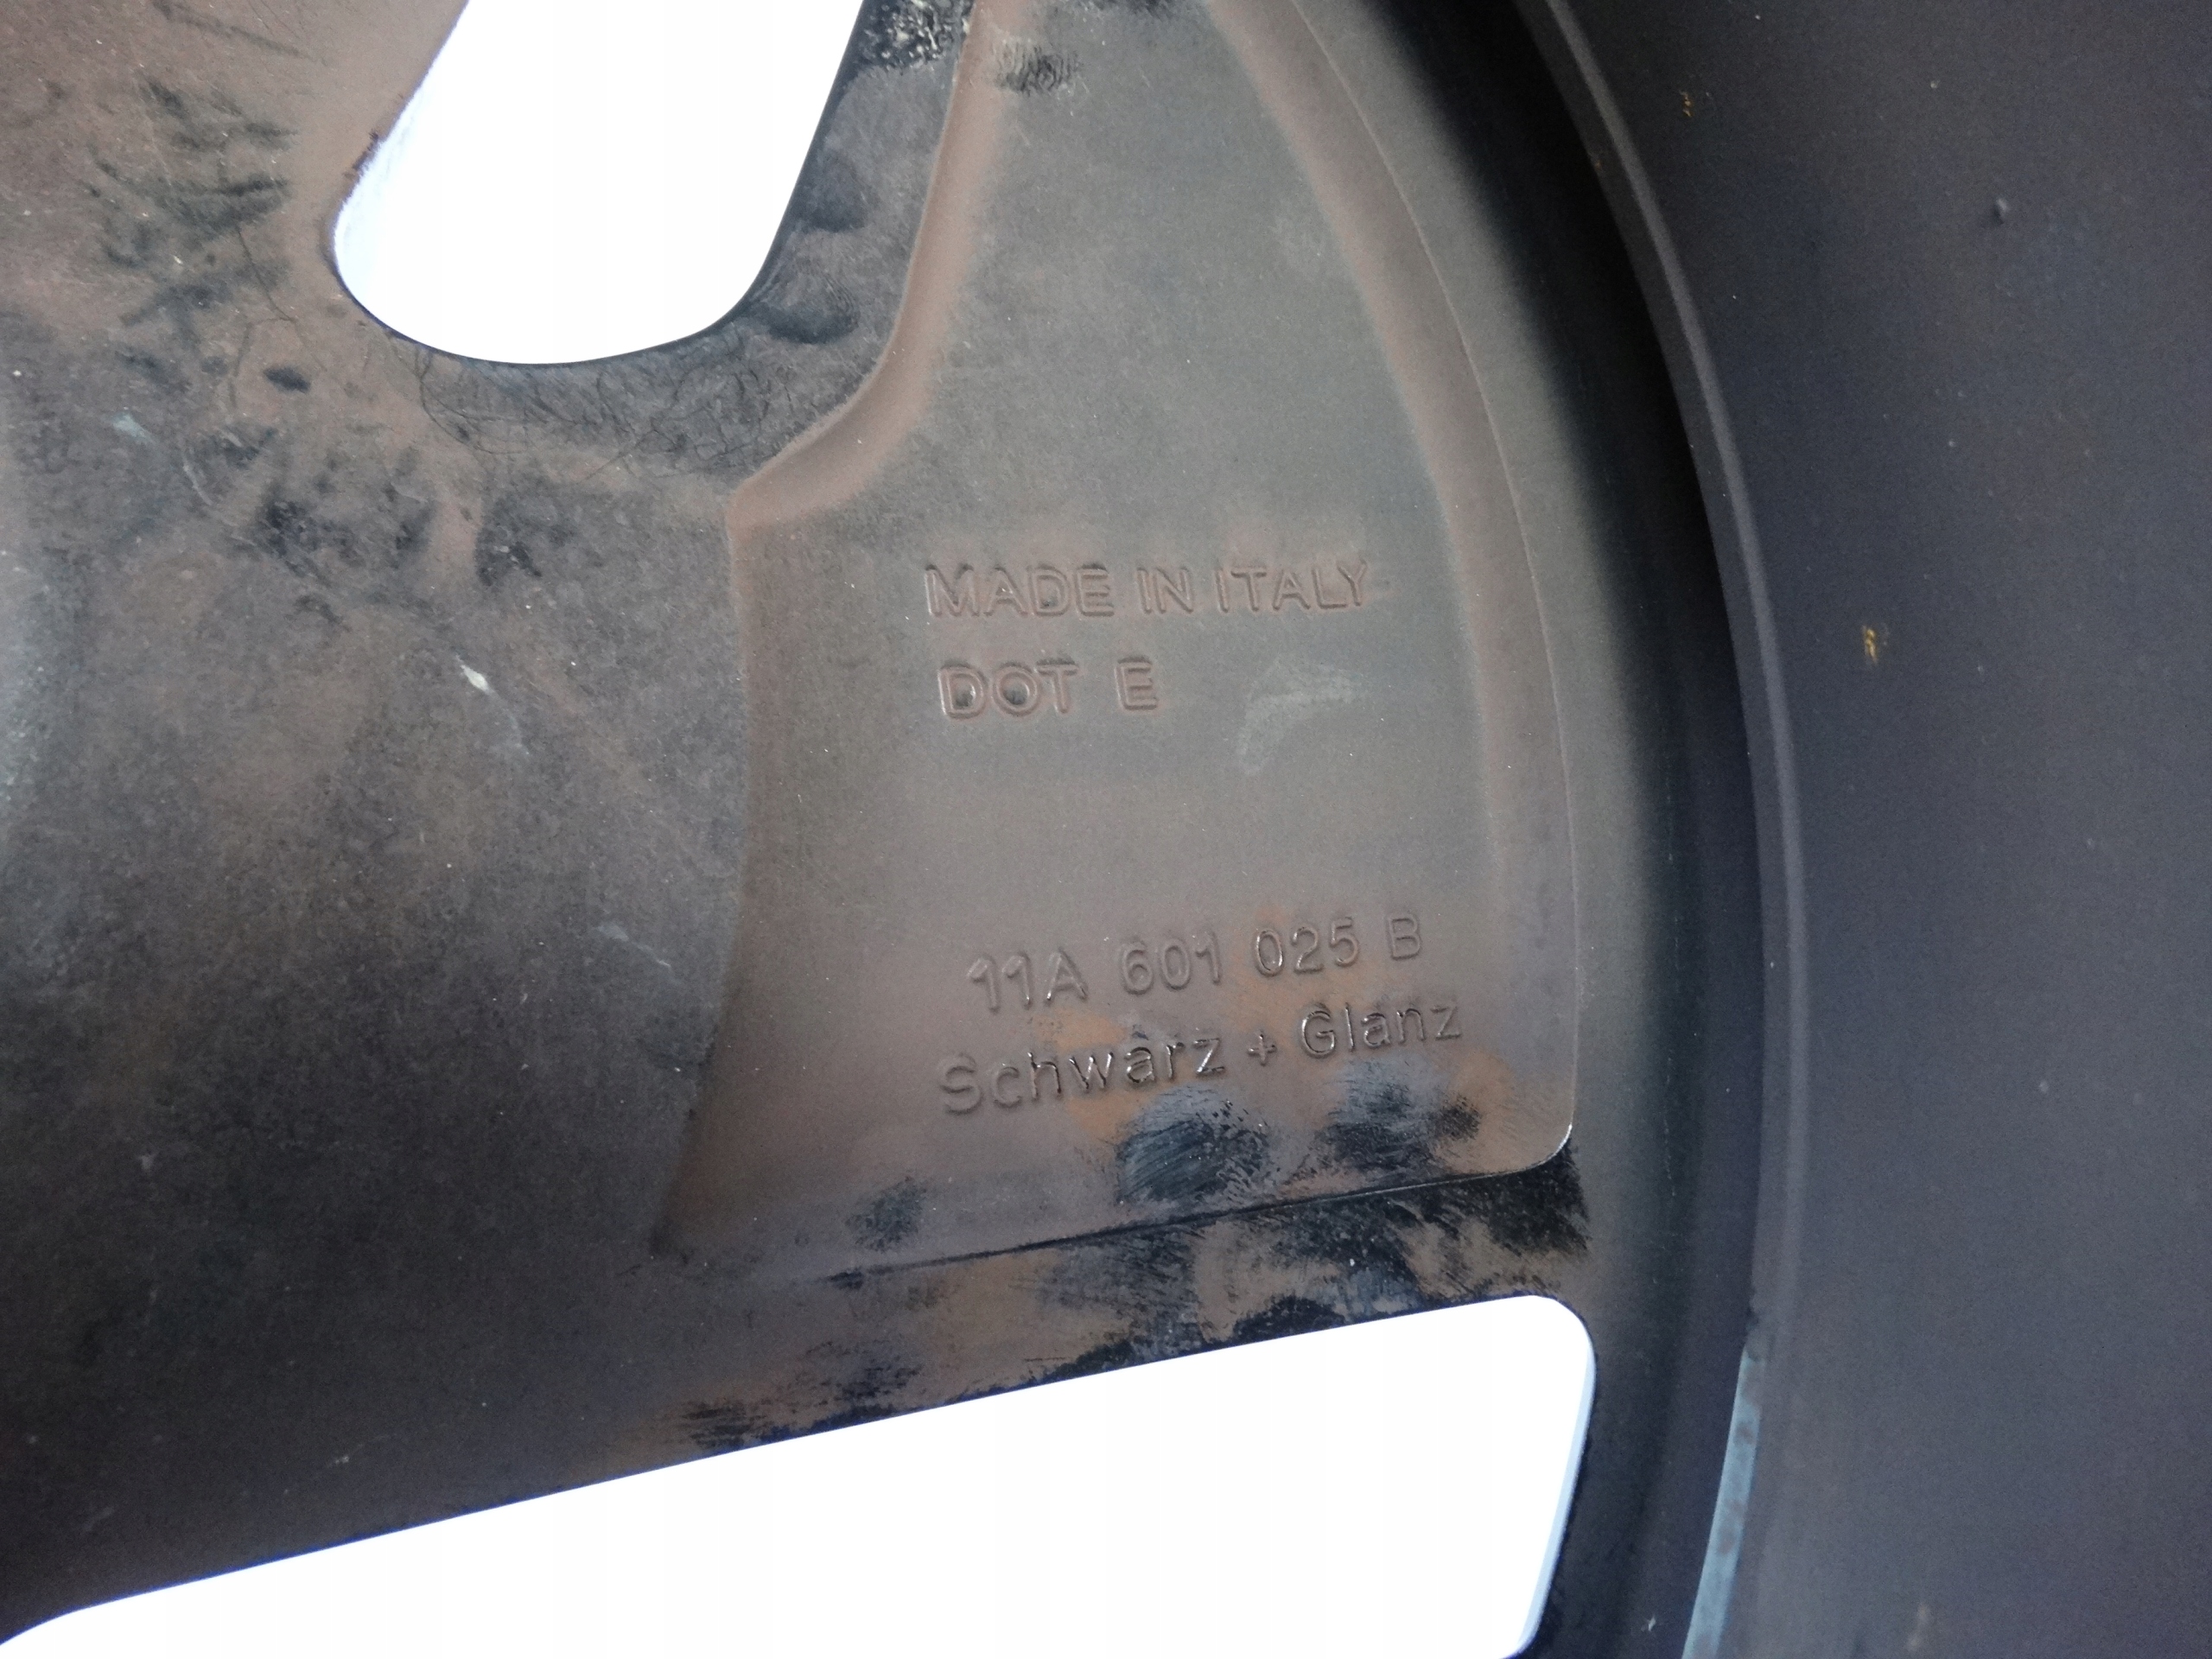 MADE IN ITALY
DOT E
11A 601 025 B
Schwarz + Glanz